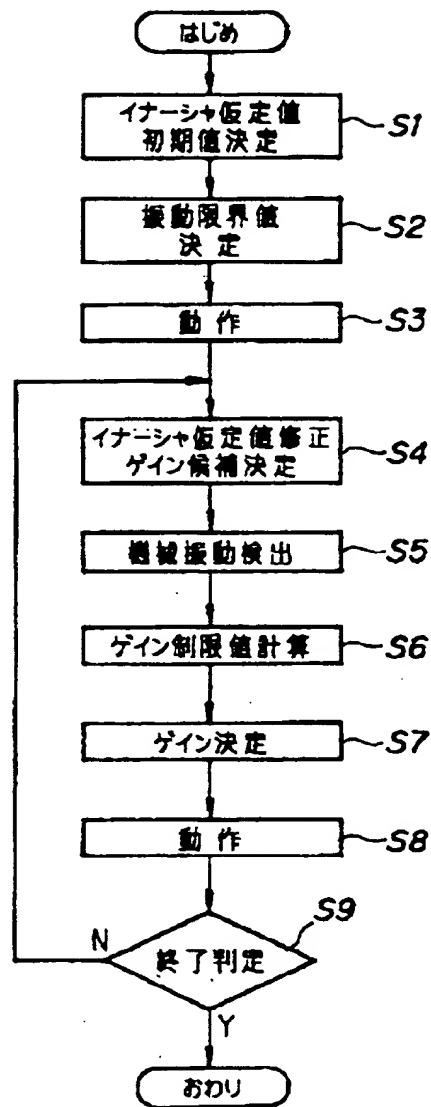 はじめ
イナーシャ仮定値
初期値決定
S1
振動限界値
決定
S2
動作
S3
イナーシャ仮定値修正
ゲイン候補決定
S4
機械振動検出
S5
ゲイン制限値計算
S6
ゲイン決定
S7
動作
S8
S9
N
終了判定
Y
おわり